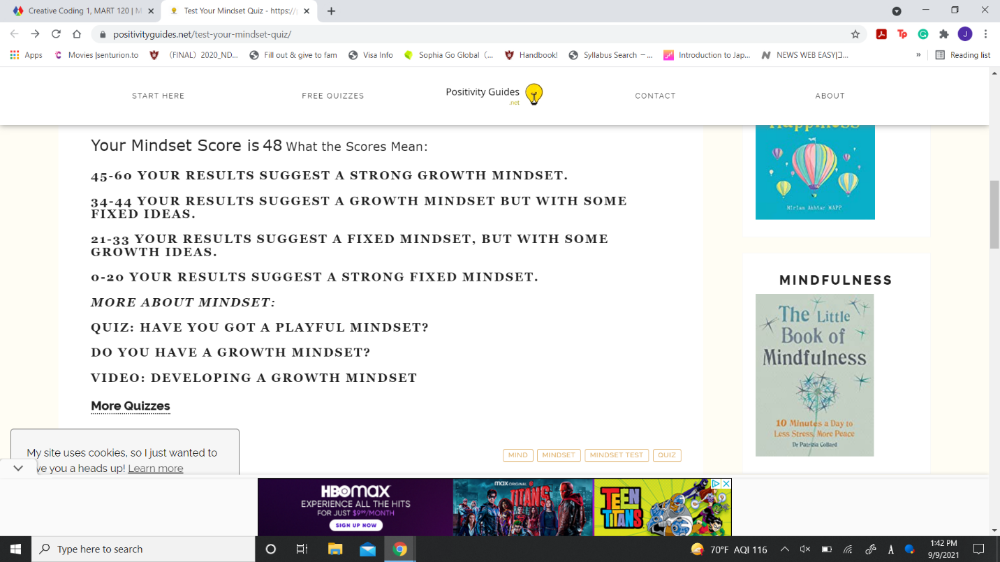 Creative Coding 1, MART 120 | M
Test Your Mindset Quiz - https://
positivityguides.net/test-your-mindset-quiz/
J
Apps
Movies |senturion.to
(FINAL) 2020_ND...
Fill out & give to fam
Visa Info
Sophia Go Global (...
Handbook!
Syllabus Search –...
Introduction to Jap...
NEWS WEB EASY|ニ...
»
Reading list
START HERE
FREE QUIZZES
Positivity Guides
.net
CONTACT
ABOUT
Your Mindset Score is 48 What the Scores Mean:
45-60 YOUR RESULTS SUGGEST A STRONG GROWTH MINDSET.
34-44 YOUR RESULTS SUGGEST A GROWTH MINDSET BUT WITH SOME
FIXED IDEAS.
21-33 YOUR RESULTS SUGGEST A FIXED MINDSET, BUT WITH SOME
GROWTH IDEAS.
0-20 YOUR RESULTS SUGGEST A STRONG FIXED MINDSET.
MORE ABOUT MINDSET:
QUIZ: HAVE YOU GOT A PLAYFUL MINDSET?
DO YOU HAVE A GROWTH MINDSET?
VIDEO: DEVELOPING A GROWTH MINDSET
More Quizzes
Happiness
Miriam Akhtar MAPP
MINDFULNESS
The Little
Book of
Mindfulness
10 Minutes a Day to
Less Stress, More Peace
Dr Patrizia Collard
My site uses cookies, so I just wanted to
ve you a heads up! Learn more
MIND
MINDSET
MINDSET TEST
QUIZ
HBOMAX
EXPERIENCE ALL THE HITS
FOR JUST $9.99/MONTH
SIGN UP NOW
max ORIGINAL
TITANS
TEEN
TITANS
Type here to search
70°F AQI 116
A
1:42 PM
9/9/2021